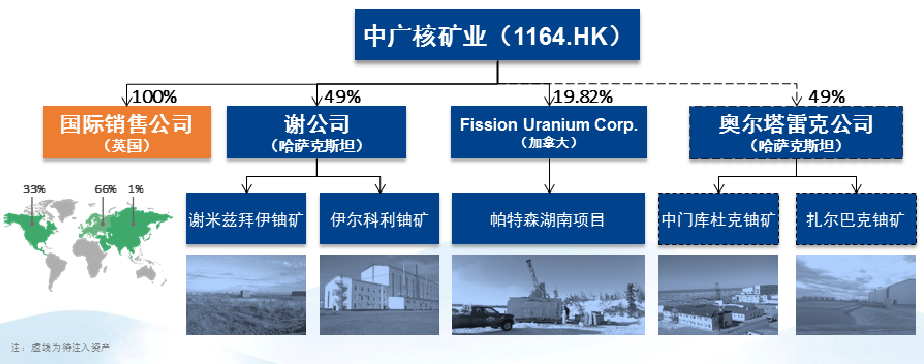 中广核矿业（1164.HK）
100%
49%
19.82%
49%
国际销售公司
（英国）
谢公司
（哈萨克斯坦）
Fission Uranium Corp.
（加拿大）
奥尔塔雷克公司
（哈萨克斯坦）
33%
66%
1%
谢米兹拜伊铀矿
伊尔科利铀矿
帕特森湖南项目
中门库杜克铀矿
扎尔巴克铀矿
注：虚线为待注入资产